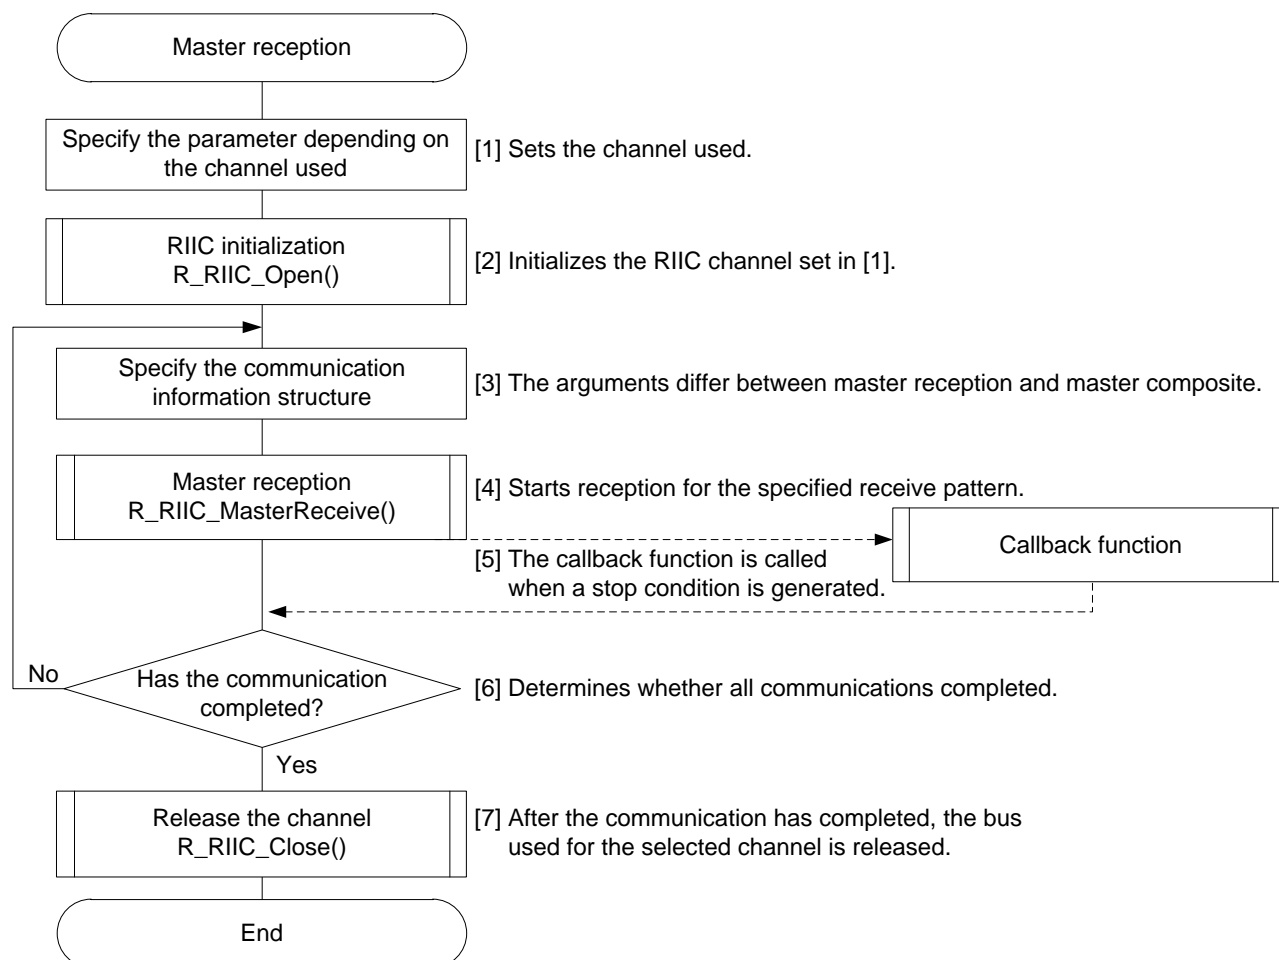 Master reception
Specify the parameter depending on
the channel used
[1] Sets the channel used.
RIIC initialization
R_RIIC_Open()
[2] Initializes the RIIC channel set in [1].
Specify the communication
information structure
[3] The arguments differ between master reception and master composite.
Master reception
R_RIIC_MasterReceive()
[4] Starts reception for the specified receive pattern.
Callback function
[5] The callback function is called
when a stop condition is generated.
No
Has the communication
completed?
[6] Determines whether all communications completed.
Yes
Release the channel
R_RIIC_Close()
[7] After the communication has completed, the bus
used for the selected channel is released.
End